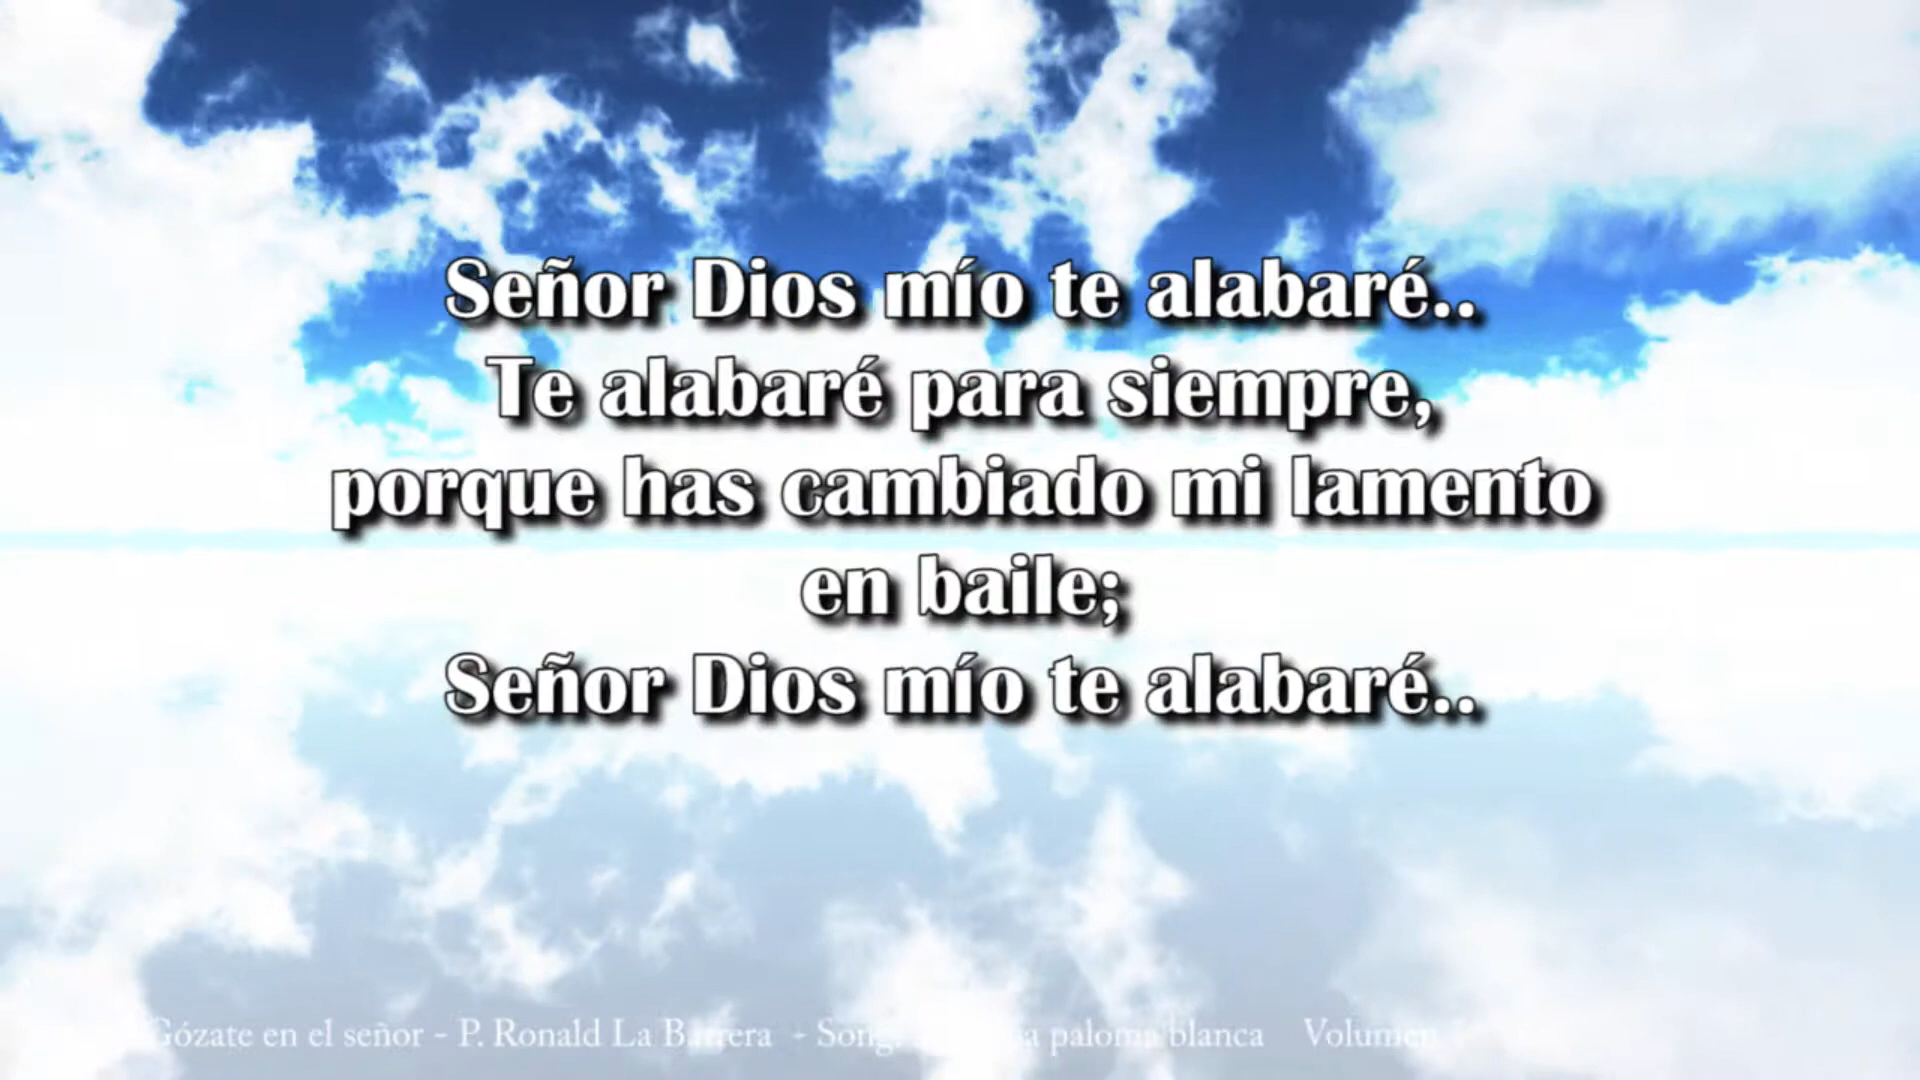 Señor Dios mío te alabaré..
Te alabaré para siempre,
porque has cambiado mi lamento
en baile;
Señor Dios mío te alabaré..
Gózate en el señor - P. Ronald La Barrera - Song: paloma blanca Volumen